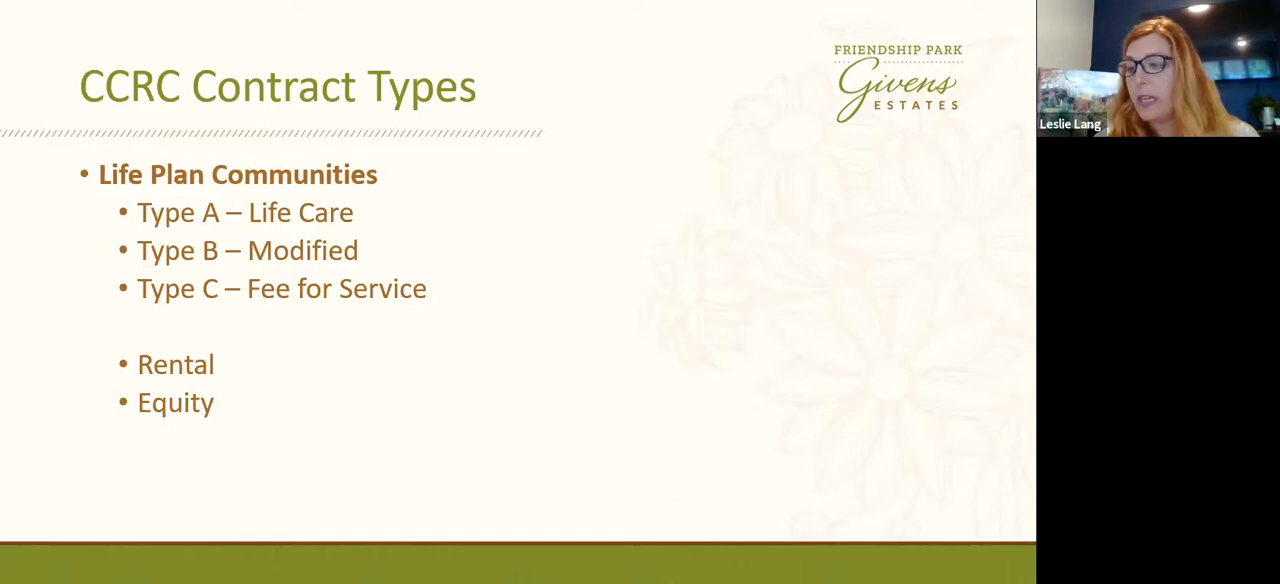 CCRC Contract Types
FRIENDSHIP PARK
Givens
ESTATES
• Life Plan Communities
• Type A – Life Care
• Type B – Modified
• Type C – Fee for Service
• Rental
• Equity
Leslie Lang